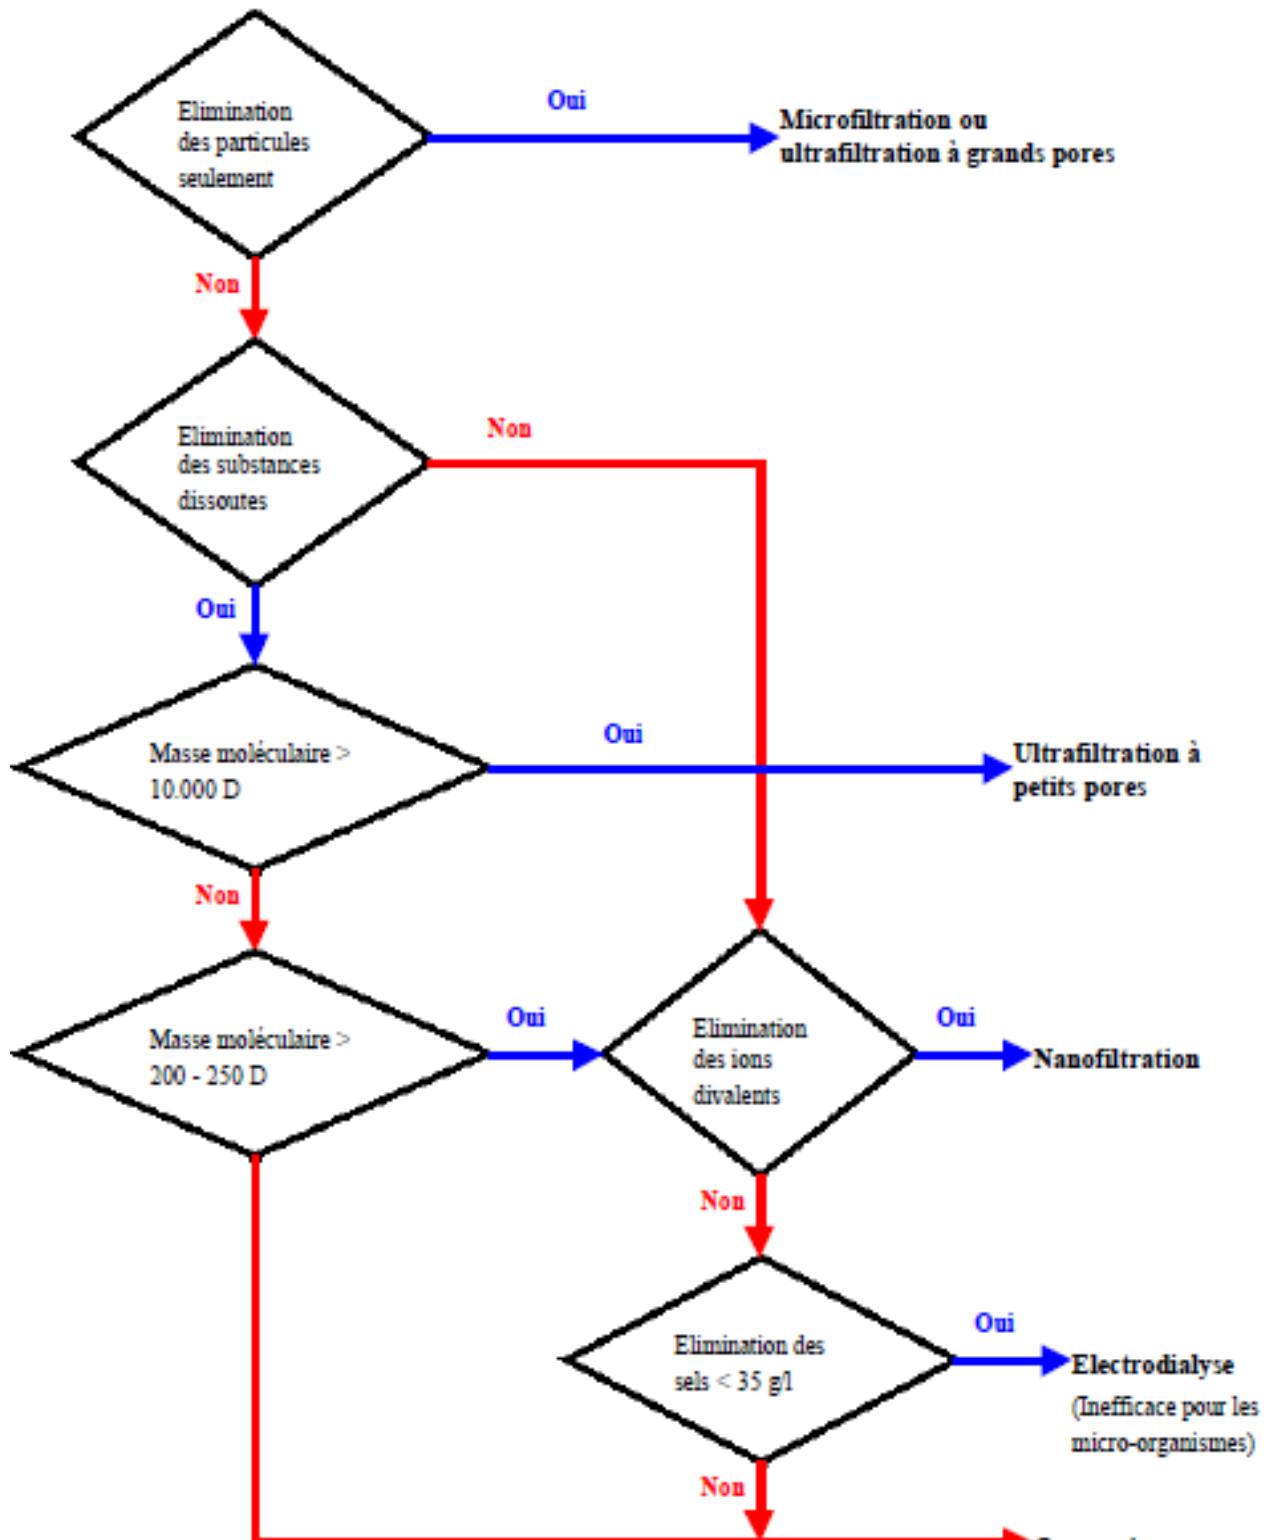 Oui
Elimination
des particules
seulement
Microfiltration ou
ultrafiltration à grands pores
Non
Elimination
des substances
dissoutes
Non
Oui
Masse moléculaire >
10.000 D
Oui
Ultrafiltration à
petits pores
Non
Masse moléculaire >
200 - 250 D
Oui
Elimination
des ions
divalents
Oui
Nanofiltration
Non
Elimination des
sels < 35 g/l
Oui
Electrodialyse
(Inefficace pour les
micro-organismes)
Non